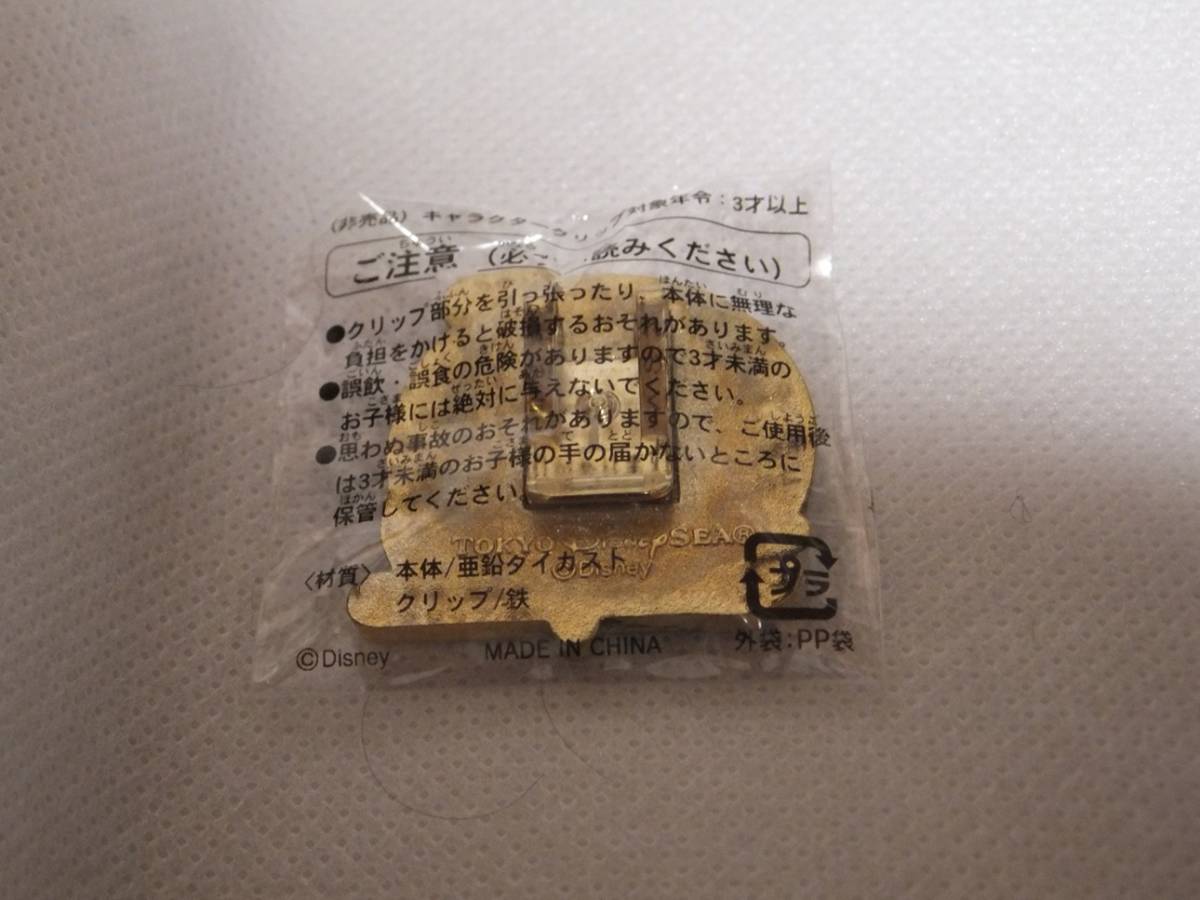 (非売品) キャラクタークリップ 対象年令：3才以上
ご注意 (必 読みください)
●クリップ部分を引っ張ったり、本体に無理な
負担をかけると破損するおそれがあります。
●誤飲・誤食の危険がありますので3才未満の
お子様には絶対に与えないでください。
●思わぬ事故のおそれがありますので、ご使用後
は3才未満のお子様の手の届かないところに
保管してください。
TOKYO Disney SEA®
©Disney
〈材質〉 本体/亜鉛ダイカスト
クリップ/鉄
プラ
外袋：PP袋
©Disney
MADE IN CHINA